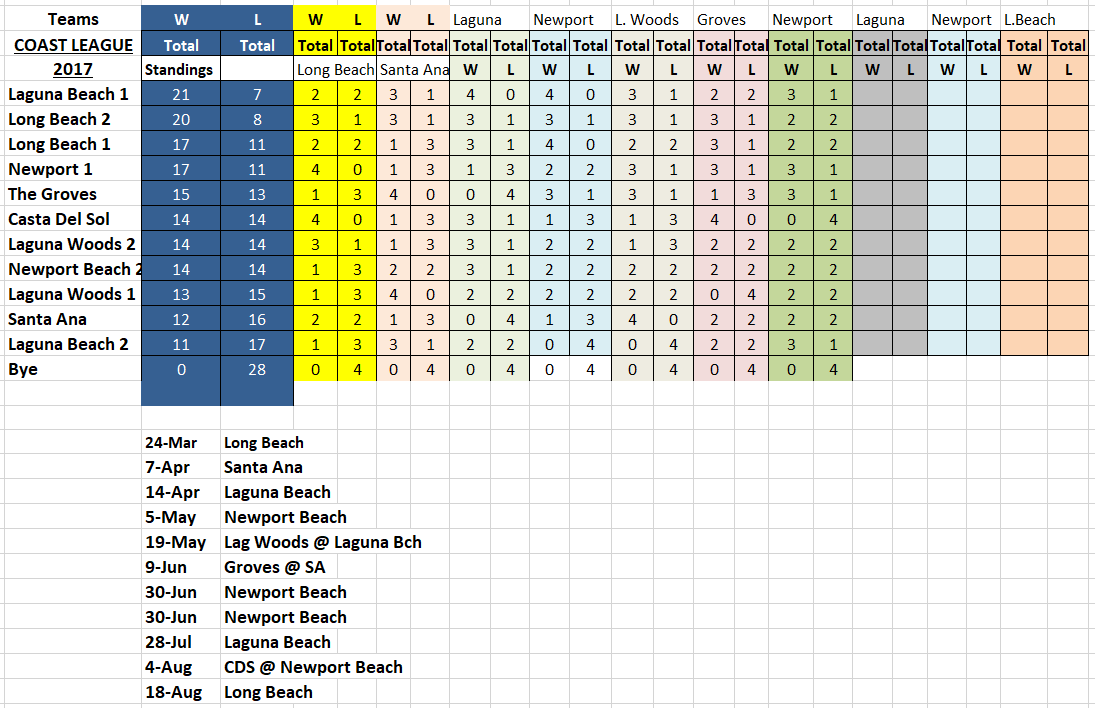 Teams W L W L W L Laguna Newport L. Woods Groves Newport Laguna Newport L.Beach
COAST LEAGUE Total Total Total Total Total Total Total Total Total Total Total Total Total Total Total Total Total Total Total Total Total Total
2017 Standings Long Beach Santa Ana W L W L W L W L W L W L W L W L
Laguna Beach 1 21 7 2 2 3 1 4 0 4 0 3 1 2 2 3 1
Long Beach 2 20 8 3 1 3 1 3 1 3 1 3 1 3 1 2 2
Long Beach 1 17 11 2 2 1 3 3 1 4 0 2 2 3 1 2 2
Newport 1 17 11 4 0 1 3 1 3 2 2 3 1 3 1 3 1
The Groves 15 13 1 3 4 0 0 4 3 1 3 1 1 3 3 1
Casta Del Sol 14 14 4 0 1 3 3 1 1 3 1 3 4 0 0 4
Laguna Woods 2 14 14 3 1 1 3 3 1 2 2 1 3 2 2 2 2
Newport Beach 2 14 14 1 3 2 2 3 1 2 2 2 2 2 2 2 2
Laguna Woods 1 13 15 1 3 4 0 2 2 2 2 2 2 0 4 2 2
Santa Ana 12 16 2 2 1 3 0 4 1 3 4 0 2 2 2 2
Laguna Beach 2 11 17 1 3 3 1 2 2 0 4 0 4 2 2 3 1
Bye 0 28 0 4 0 4 0 4 0 4 0 4 0 4 0 4
24-Mar Long Beach
7-Apr Santa Ana
14-Apr Laguna Beach
5-May Newport Beach
19-May Lag Woods @ Laguna Bch
9-Jun Groves @ SA
30-Jun Newport Beach
30-Jun Newport Beach
28-Jul Laguna Beach
4-Aug CDS @ Newport Beach
18-Aug Long Beach